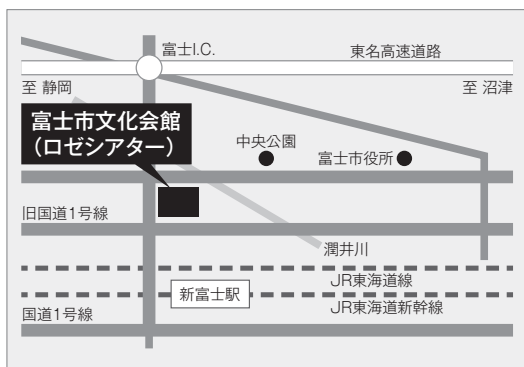 富士I.C.
東名高速道路
至 静岡
至 沼津
富士市文化会館
（ロゼシアター）
中央公園
富士市役所
旧国道1号線
潤井川
JR東海道線
新富士駅
JR東海道新幹線
国道1号線